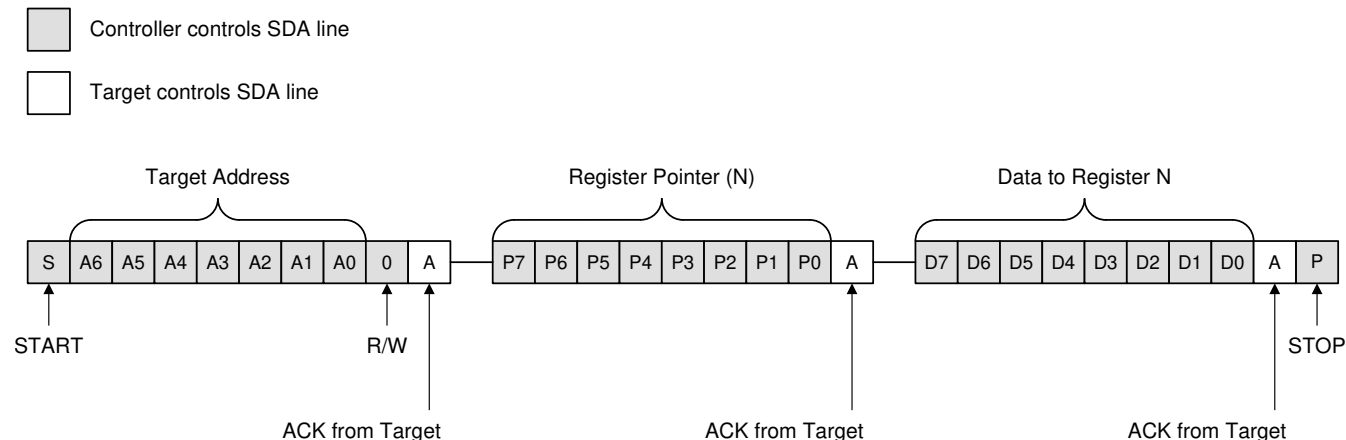 Controller controls SDA line
Target controls SDA line
Target Address Register Pointer (N) Data to Register N
S A6 A5 A4 A3 A2 A1 A0 0 A P7 P6 P5 P4 P3 P2 P1 P0 A D7 D6 D5 D4 D3 D2 D1 D0 A P
START R/W STOP
ACK from Target ACK from Target ACK from Target